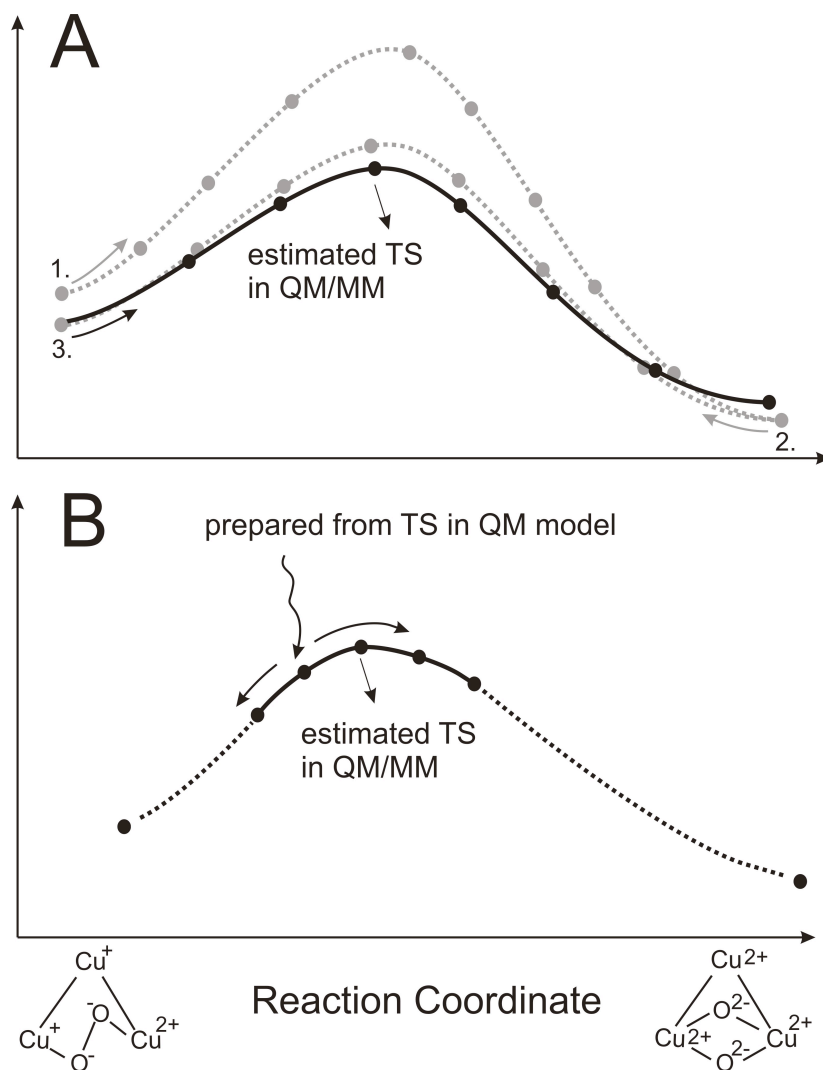 A
1.
estimated TS
in QM/MM
3.
2.
B
prepared from TS in QM model
estimated TS
in QM/MM
Reaction Coordinate
Cu+
Cu+
-O
Cu2+
O-
Cu2+
O2-
Cu2+
Cu2+
O2-